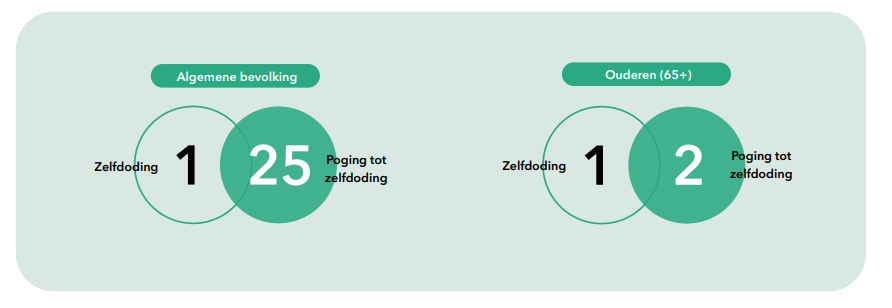 Algemene bevolking
Zelfdoding
1
25
Poging tot
zelfdoding
Ouderen (65+)
Zelfdoding
1
2
Poging tot
zelfdoding